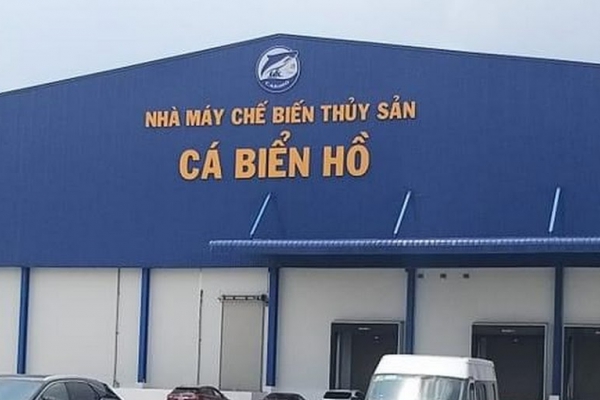 NHÀ MÁY CHẾ BIẾN THỦY SẢN
CÁ BIỂN HỒ